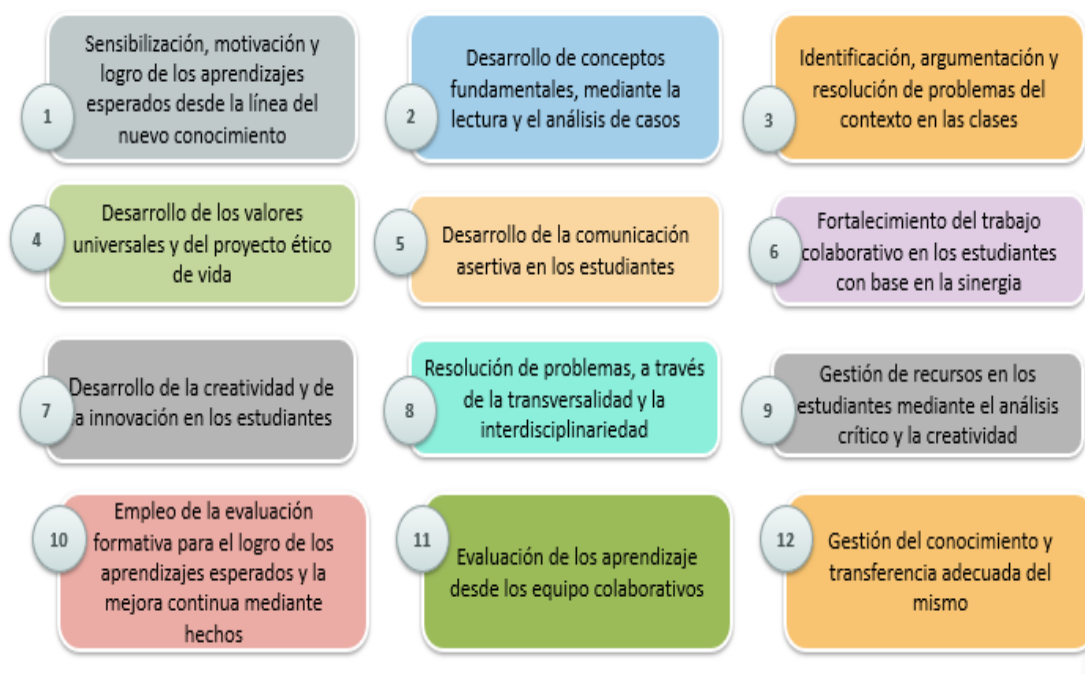 1
Sensibilización, motivación y
logro de los aprendizajes
esperados desde la línea del
nuevo conocimiento
2
Desarrollo de conceptos
fundamentales, mediante la
lectura y el análisis de casos
3
Identificación, argumentación y
resolución de problemas del
contexto en las clases
4
Desarrollo de los valores
universales y del proyecto ético
de vida
5
Desarrollo de la comunicación
asertiva en los estudiantes
6
Fortalecimiento del trabajo
colaborativo en los estudiantes
con base en la sinergia
7
Desarrollo de la creatividad y de
la innovación en los estudiantes
8
Resolución de problemas, a través
de la transversalidad y la
interdisciplinariedad
9
Gestión de recursos en los
estudiantes mediante el análisis
crítico y la creatividad
10
Empleo de la evaluación
formativa para el logro de los
aprendizajes esperados y la
mejora continua mediante
hechos
11
Evaluación de los aprendizaje
desde los equipo colaborativos
12
Gestión del conocimiento y
transferencia adecuada del
mismo